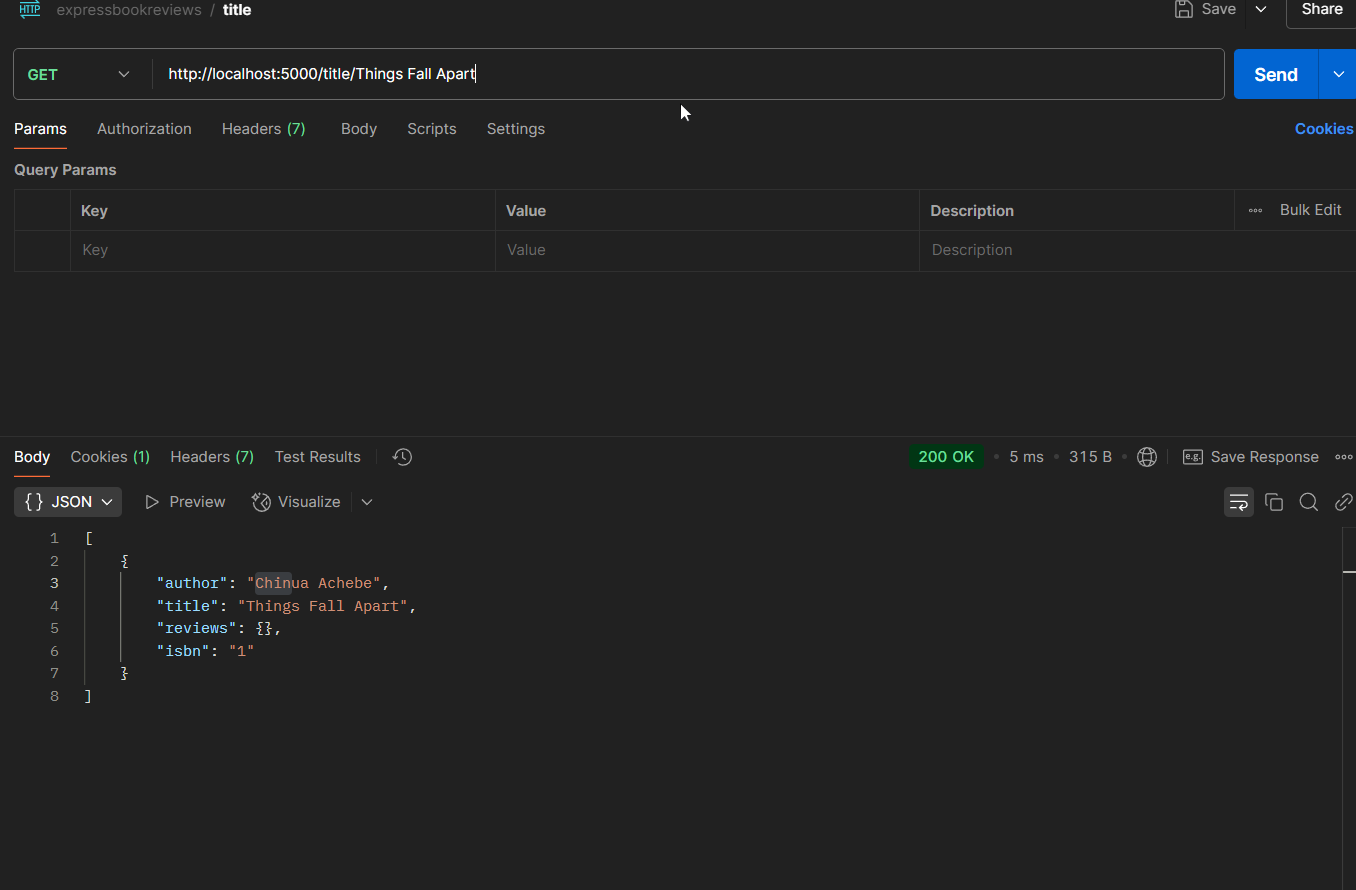 HTTP expressbookreviews / title Save Share
GET http://localhost:5000/title/Things Fall Apart Send
Params Authorization Headers (7) Body Scripts Settings Cookies
Query Params
Key Value Description Bulk Edit
Key Value Description
Body Cookies (1) Headers (7) Test Results 200 OK 5 ms 315 B e.g. Save Response
{} JSON Preview Visualize
1 [
2 {
3 "author": "Chinua Achebe",
4 "title": "Things Fall Apart",
5 "reviews": {},
6 "isbn": "1"
7 }
8 ]